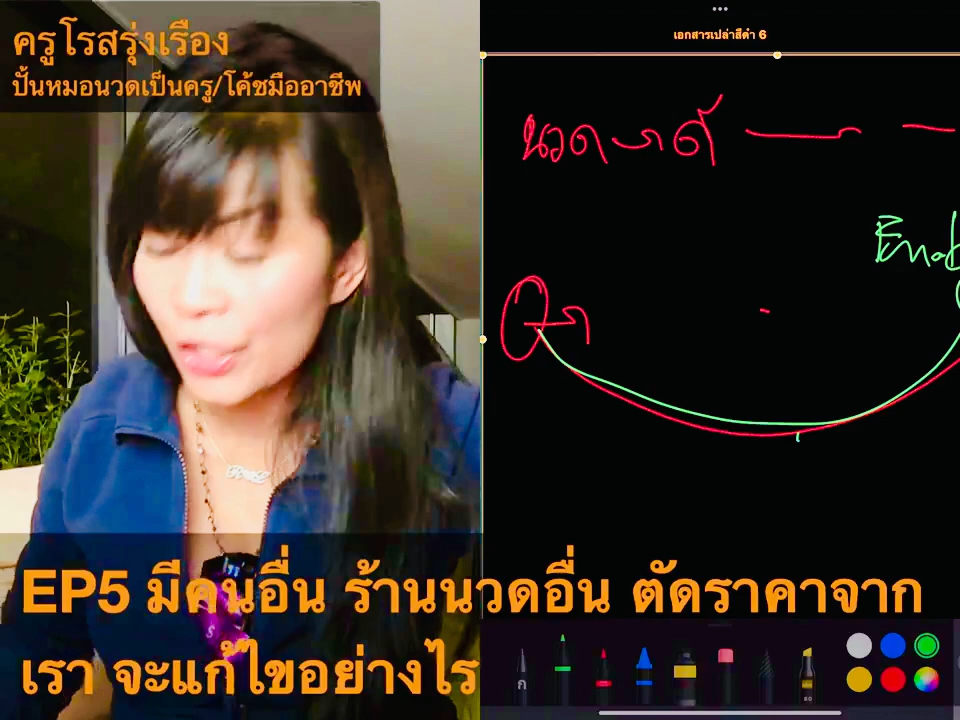 ครูโรสรุ่งเรือง
ปั้นหมอนวดเป็นครู/โค้ชมืออาชีพ
เอกสารเปล่าสีดำ 6
EP5 มีคนอื่น ร้านนวดอื่น ตัดราคาจาก
เรา จะแก้ไขอย่างไร